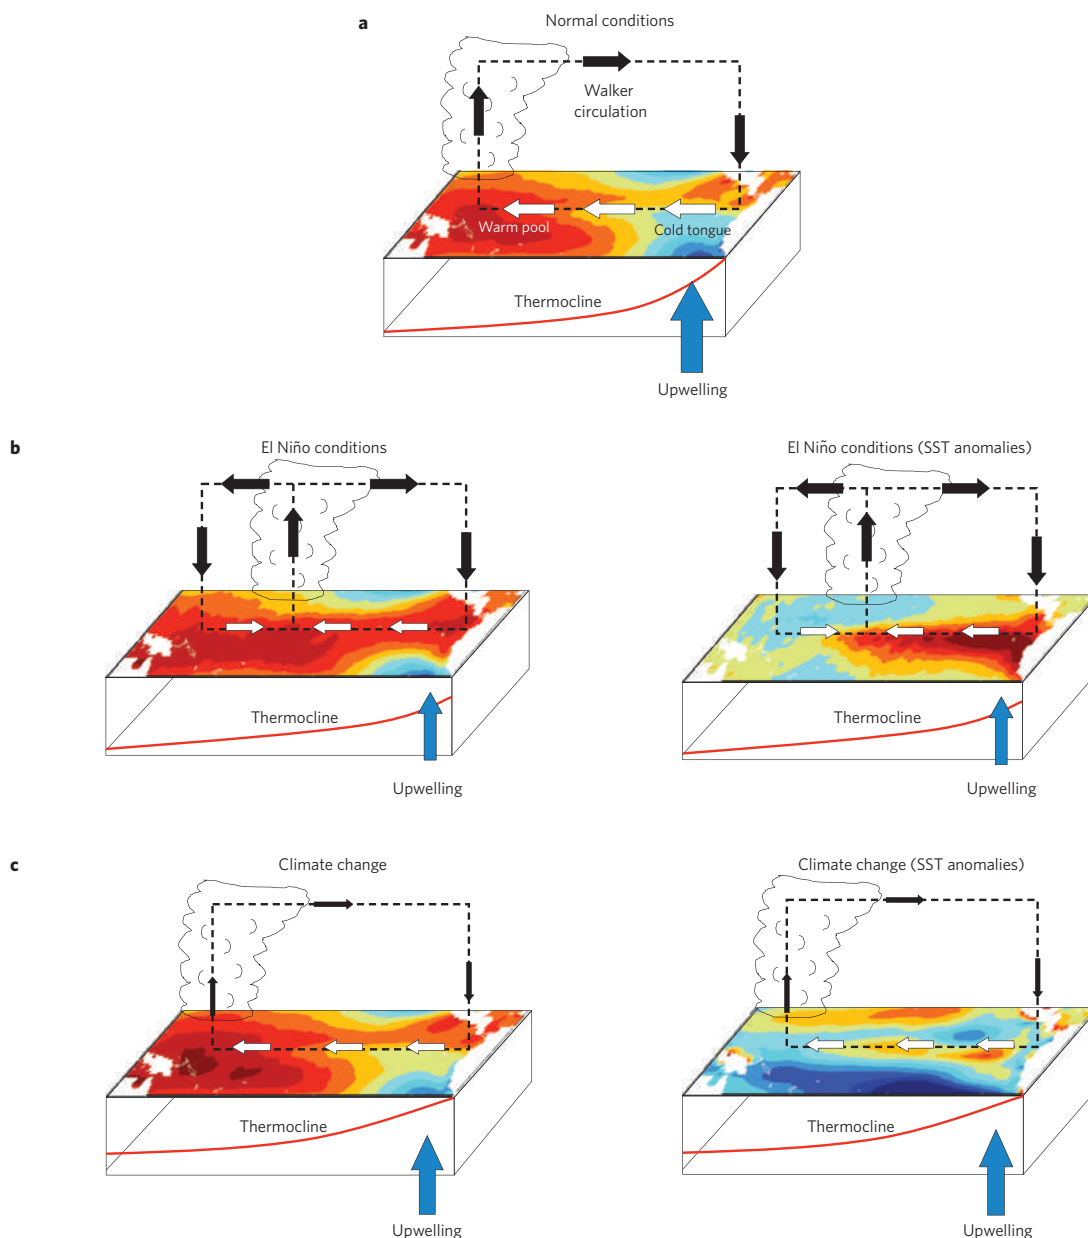 a
Normal conditions
Walker
circulation
Warm pool
Cold tongue
Thermocline
Upwelling
b
El Niño conditions
Thermocline
Upwelling
El Niño conditions (SST anomalies)
Thermocline
Upwelling
c
Climate change
Thermocline
Upwelling
Climate change (SST anomalies)
Thermocline
Upwelling